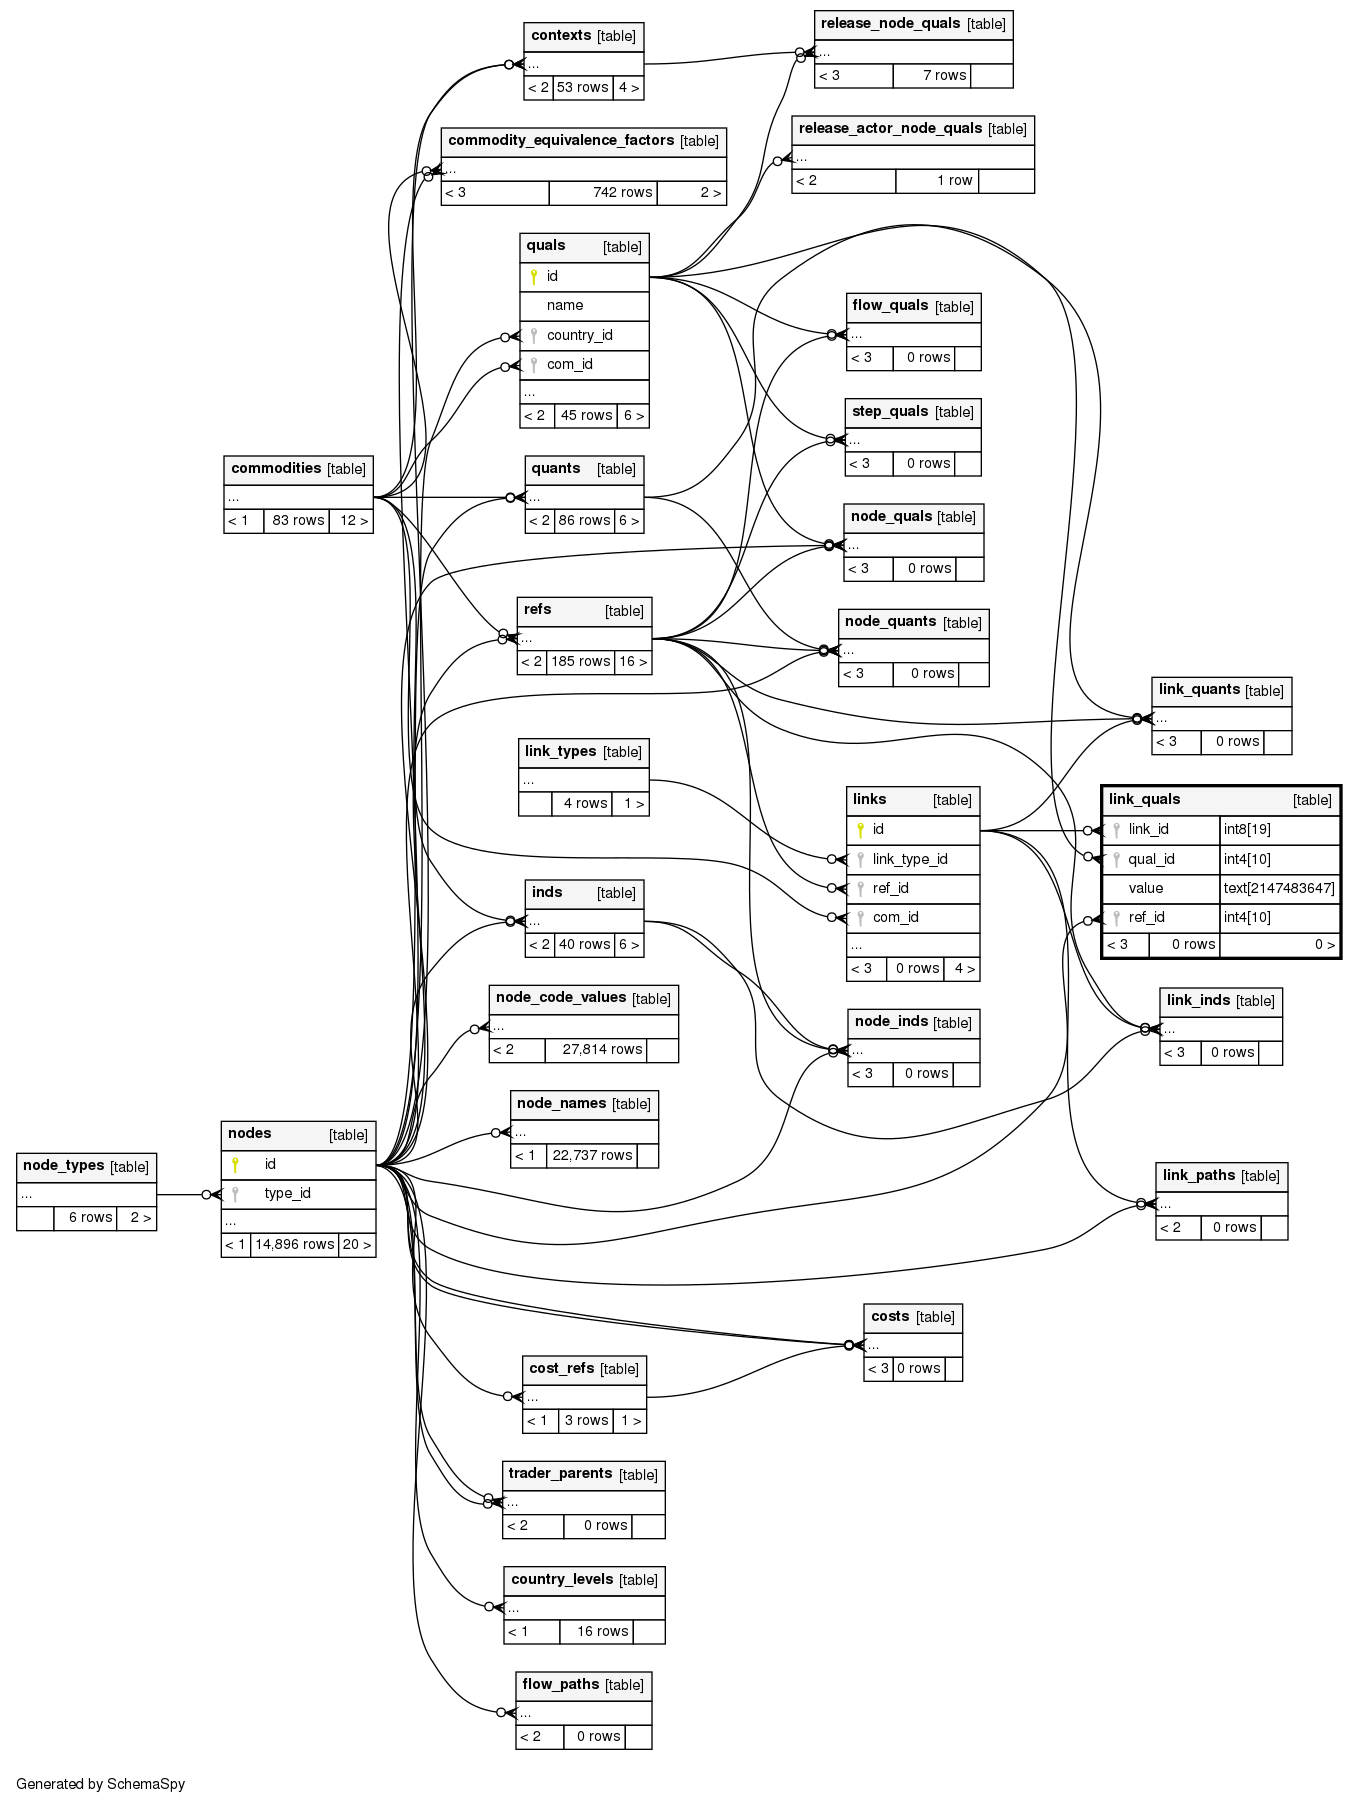 contexts [table]
...
< 2 53 rows 4 >
release_node_quals [table]
...
< 3 7 rows
commodity_equivalence_factors [table]
...
< 3 742 rows 2 >
release_actor_node_quals [table]
...
< 2 1 row
quals [table]
id
name
country_id
com_id
...
< 2 45 rows 6 >
flow_quals [table]
...
< 3 0 rows
step_quals [table]
...
< 3 0 rows
commodities [table]
...
< 1 83 rows 12 >
quants [table]
...
< 2 86 rows 6 >
node_quals [table]
...
< 3 0 rows
refs [table]
...
< 2 185 rows 16 >
node_quants [table]
...
< 3 0 rows
link_quants [table]
...
< 3 0 rows
link_types [table]
...
4 rows 1 >
links [table]
id
link_type_id
ref_id
com_id
...
< 3 0 rows 4 >
link_quals [table]
link_id int8[19]
qual_id int4[10]
value text[2147483647]
ref_id int4[10]
< 3 0 rows 0 >
inds [table]
...
< 2 40 rows 6 >
node_code_values [table]
...
< 2 27,814 rows
node_inds [table]
...
< 3 0 rows
link_inds [table]
...
< 3 0 rows
node_names [table]
...
< 1 22,737 rows
node_types [table]
...
6 rows 2 >
nodes [table]
id
type_id
...
< 1 14,896 rows 20 >
link_paths [table]
...
< 2 0 rows
costs [table]
...
< 3 0 rows
cost_refs [table]
...
< 1 3 rows 1 >
trader_parents [table]
...
< 2 0 rows
country_levels [table]
...
< 1 16 rows
flow_paths [table]
...
< 2 0 rows
Generated by SchemaSpy